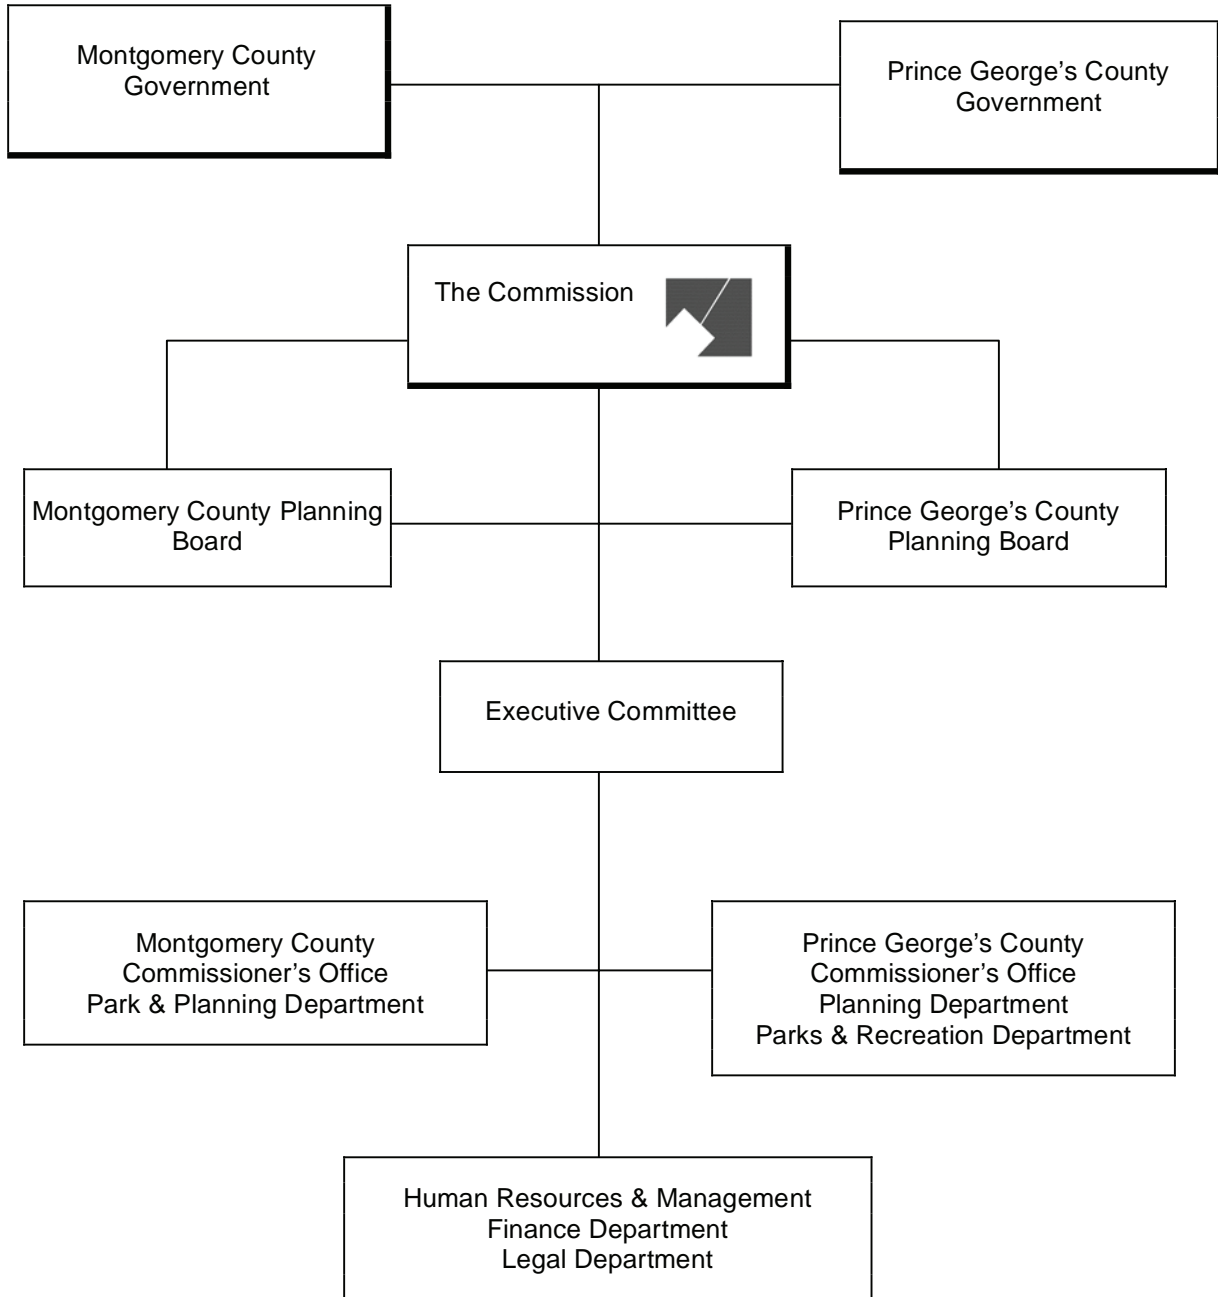 Montgomery County
Government
Prince George’s County
Government
The Commission
Montgomery County Planning
Board
Prince George’s County
Planning Board
Executive Committee
Montgomery County
Commissioner’s Office
Park & Planning Department
Prince George’s County
Commissioner’s Office
Planning Department
Parks & Recreation Department
Human Resources & Management
Finance Department
Legal Department